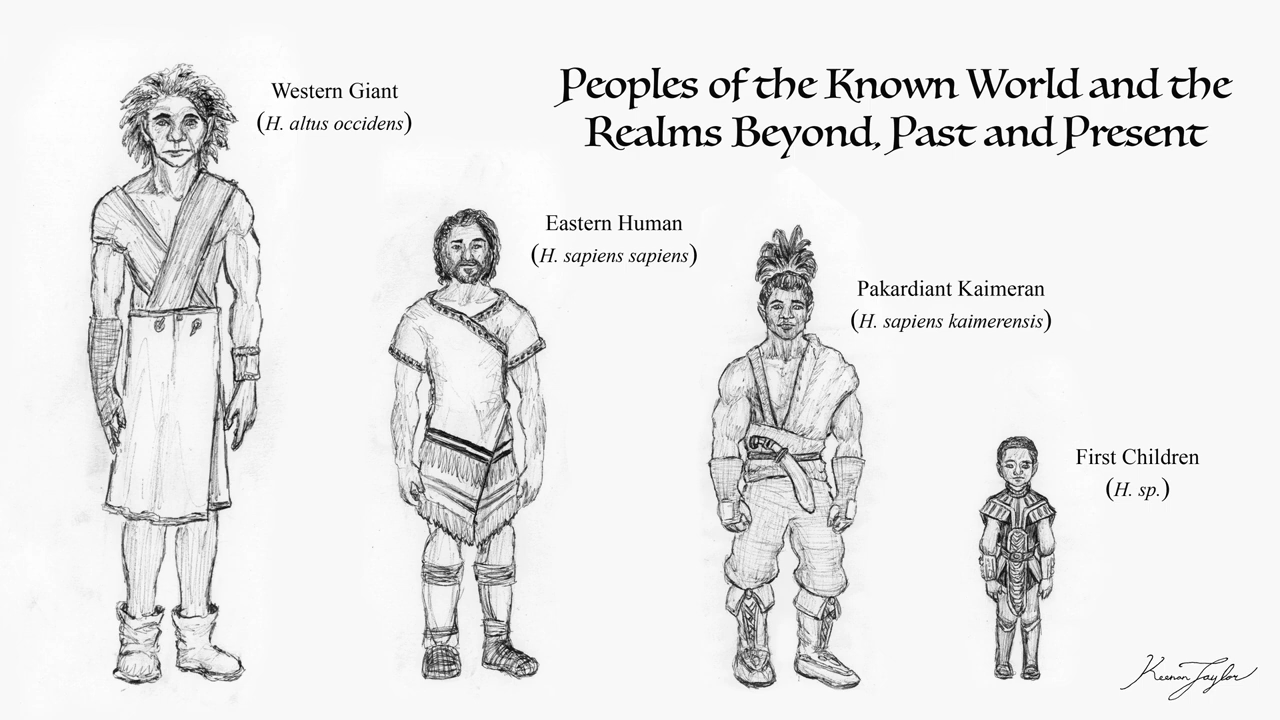 Peoples of the Known World and the
Realms Beyond, Past and Present
Western Giant
(H. altus occidens)
Eastern Human
(H. sapiens sapiens)
Pakardiant Kaimeran
(H. sapiens kaimerensis)
First Children
(H. sp.)
Keenan Taylor